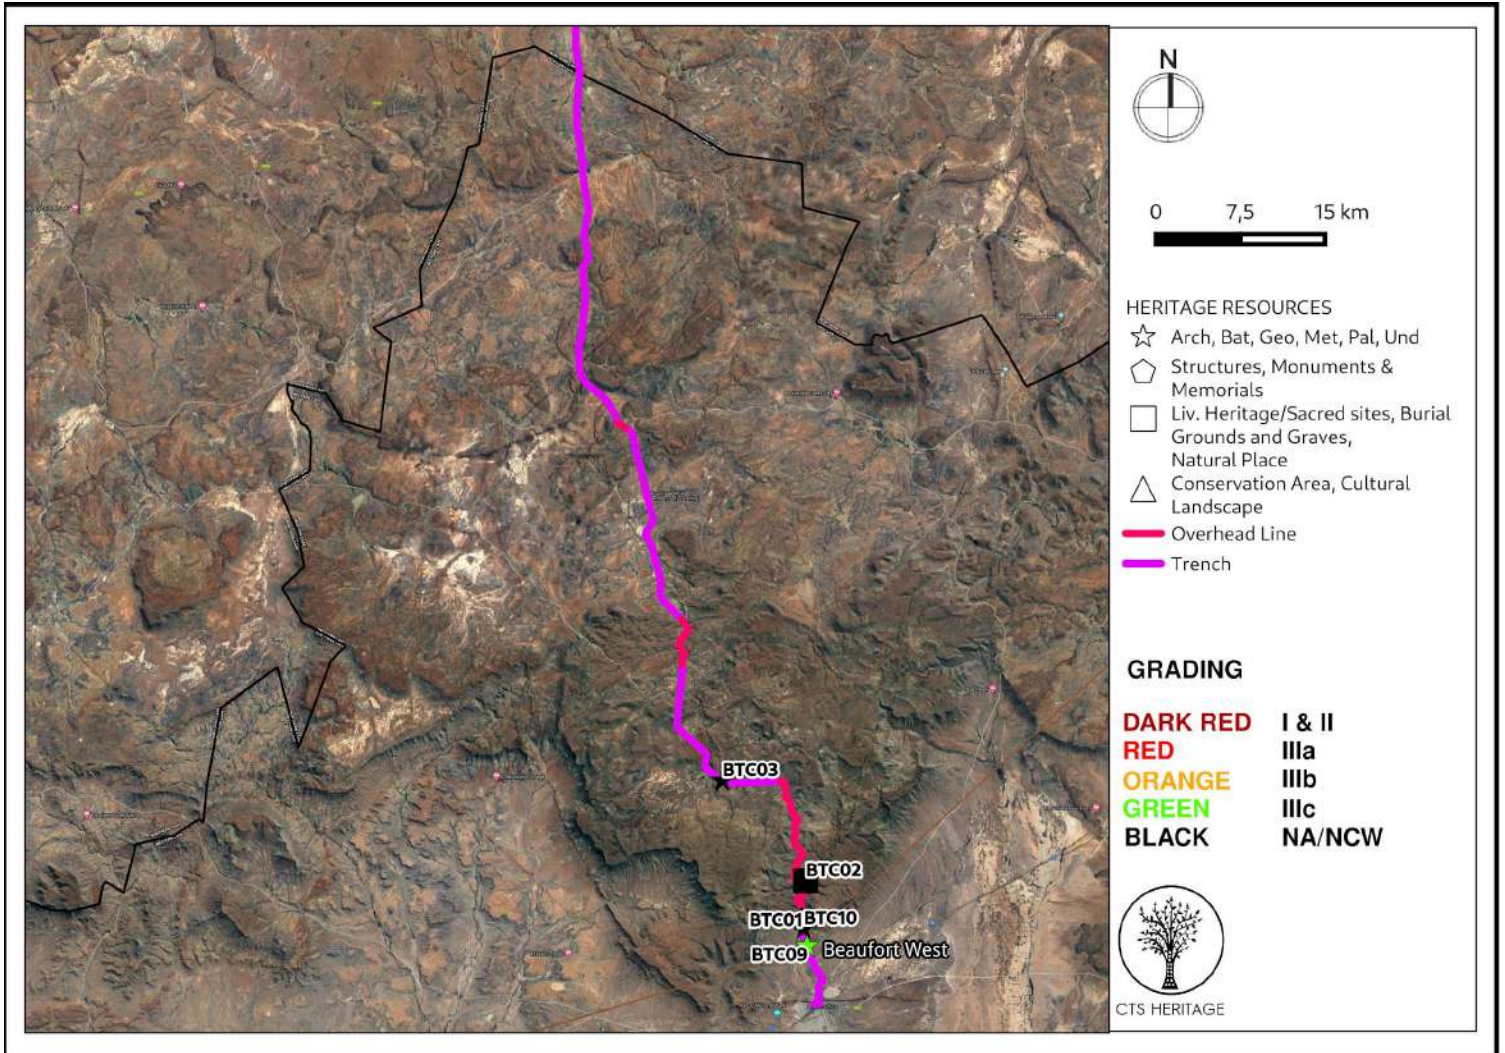 N
0 7,5 15 km
HERITAGE RESOURCES
Arch, Bat, Geo, Met, Pal, Und
Structures, Monuments &
Memorials
Liv. Heritage/Sacred sites, Burial
Grounds and Graves,
Natural Place
Conservation Area, Cultural
Landscape
Overhead Line
Trench
GRADING
DARK RED I & II
RED IIIa
ORANGE IIIb
GREEN IIIc
BLACK NA/NCW
CTS HERITAGE
BTC03
BTC02
BTC01 BTC10
BTC09 Beaufort West